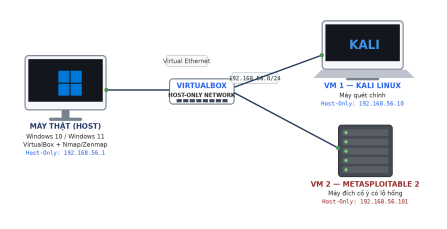 Virtual Ethernet
192.168.56.0/24
VIRTUALBOX
HOST-ONLY NETWORK
MÁY THẬT (HOST)
Windows 10 / Windows 11
VirtualBox + Nmap/Zenmap
Host-Only: 192.168.56.1
KALI
VM 1 — KALI LINUX
Máy quét chính
Host-Only: 192.168.56.10
VM 2 — METASPLOITABLE 2
Máy đích cố ý có lỗ hổng
Host-Only: 192.168.56.101